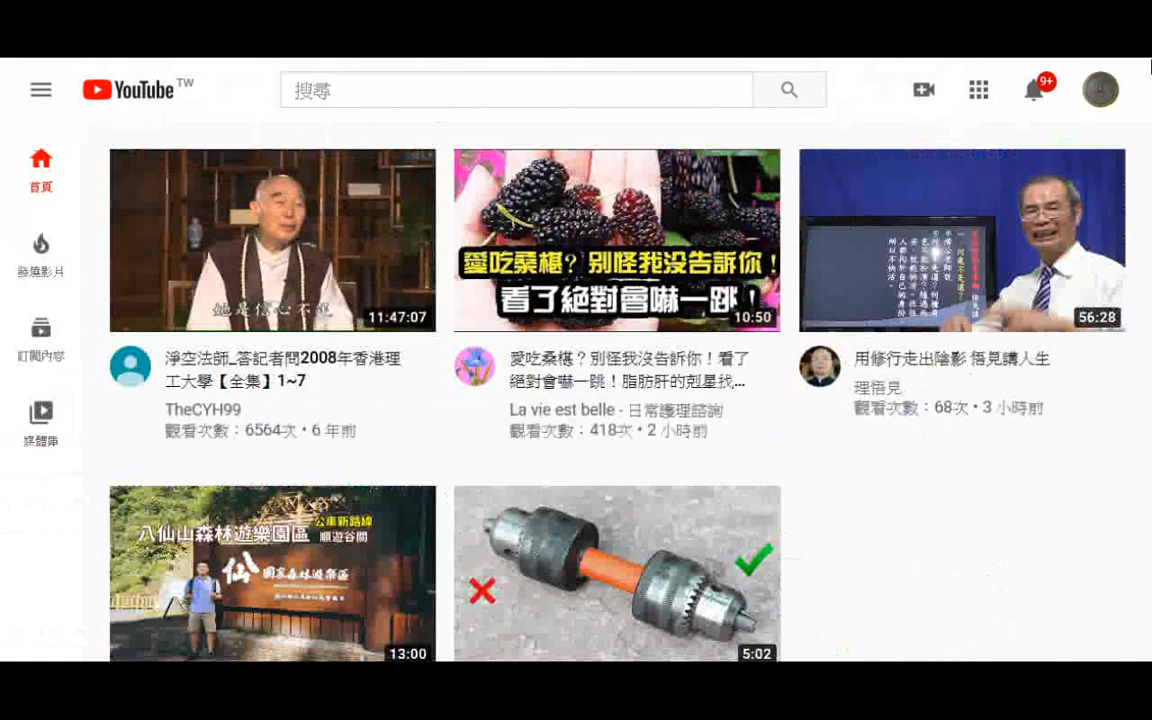 YouTube TW
搜尋
9+
首頁
發燒影片
訂閱內容
媒體庫
她是信心不
11:47:07
愛吃桑椹？別怪我没告訴你！
看了絕對會嚇一跳！
10:50
56:28
淨空法師_答記者問2008年香港理
工大學【全集】1~7
TheCYH99
觀看次數：6564次 • 6 年前
愛吃桑椹？別怪我沒告訴你！看了
絕對會嚇一跳！脂肪肝的剋星找...
La vie est belle - 日常護理諮詢
觀看次數：418次 • 2 小時前
用修行走出陰影 悟見講人生
理悟見
觀看次數：68次 • 3 小時前
八仙山森林遊樂園區
公車新路線
順遊谷關
仙
國家森林遊樂區
13:00
5:02